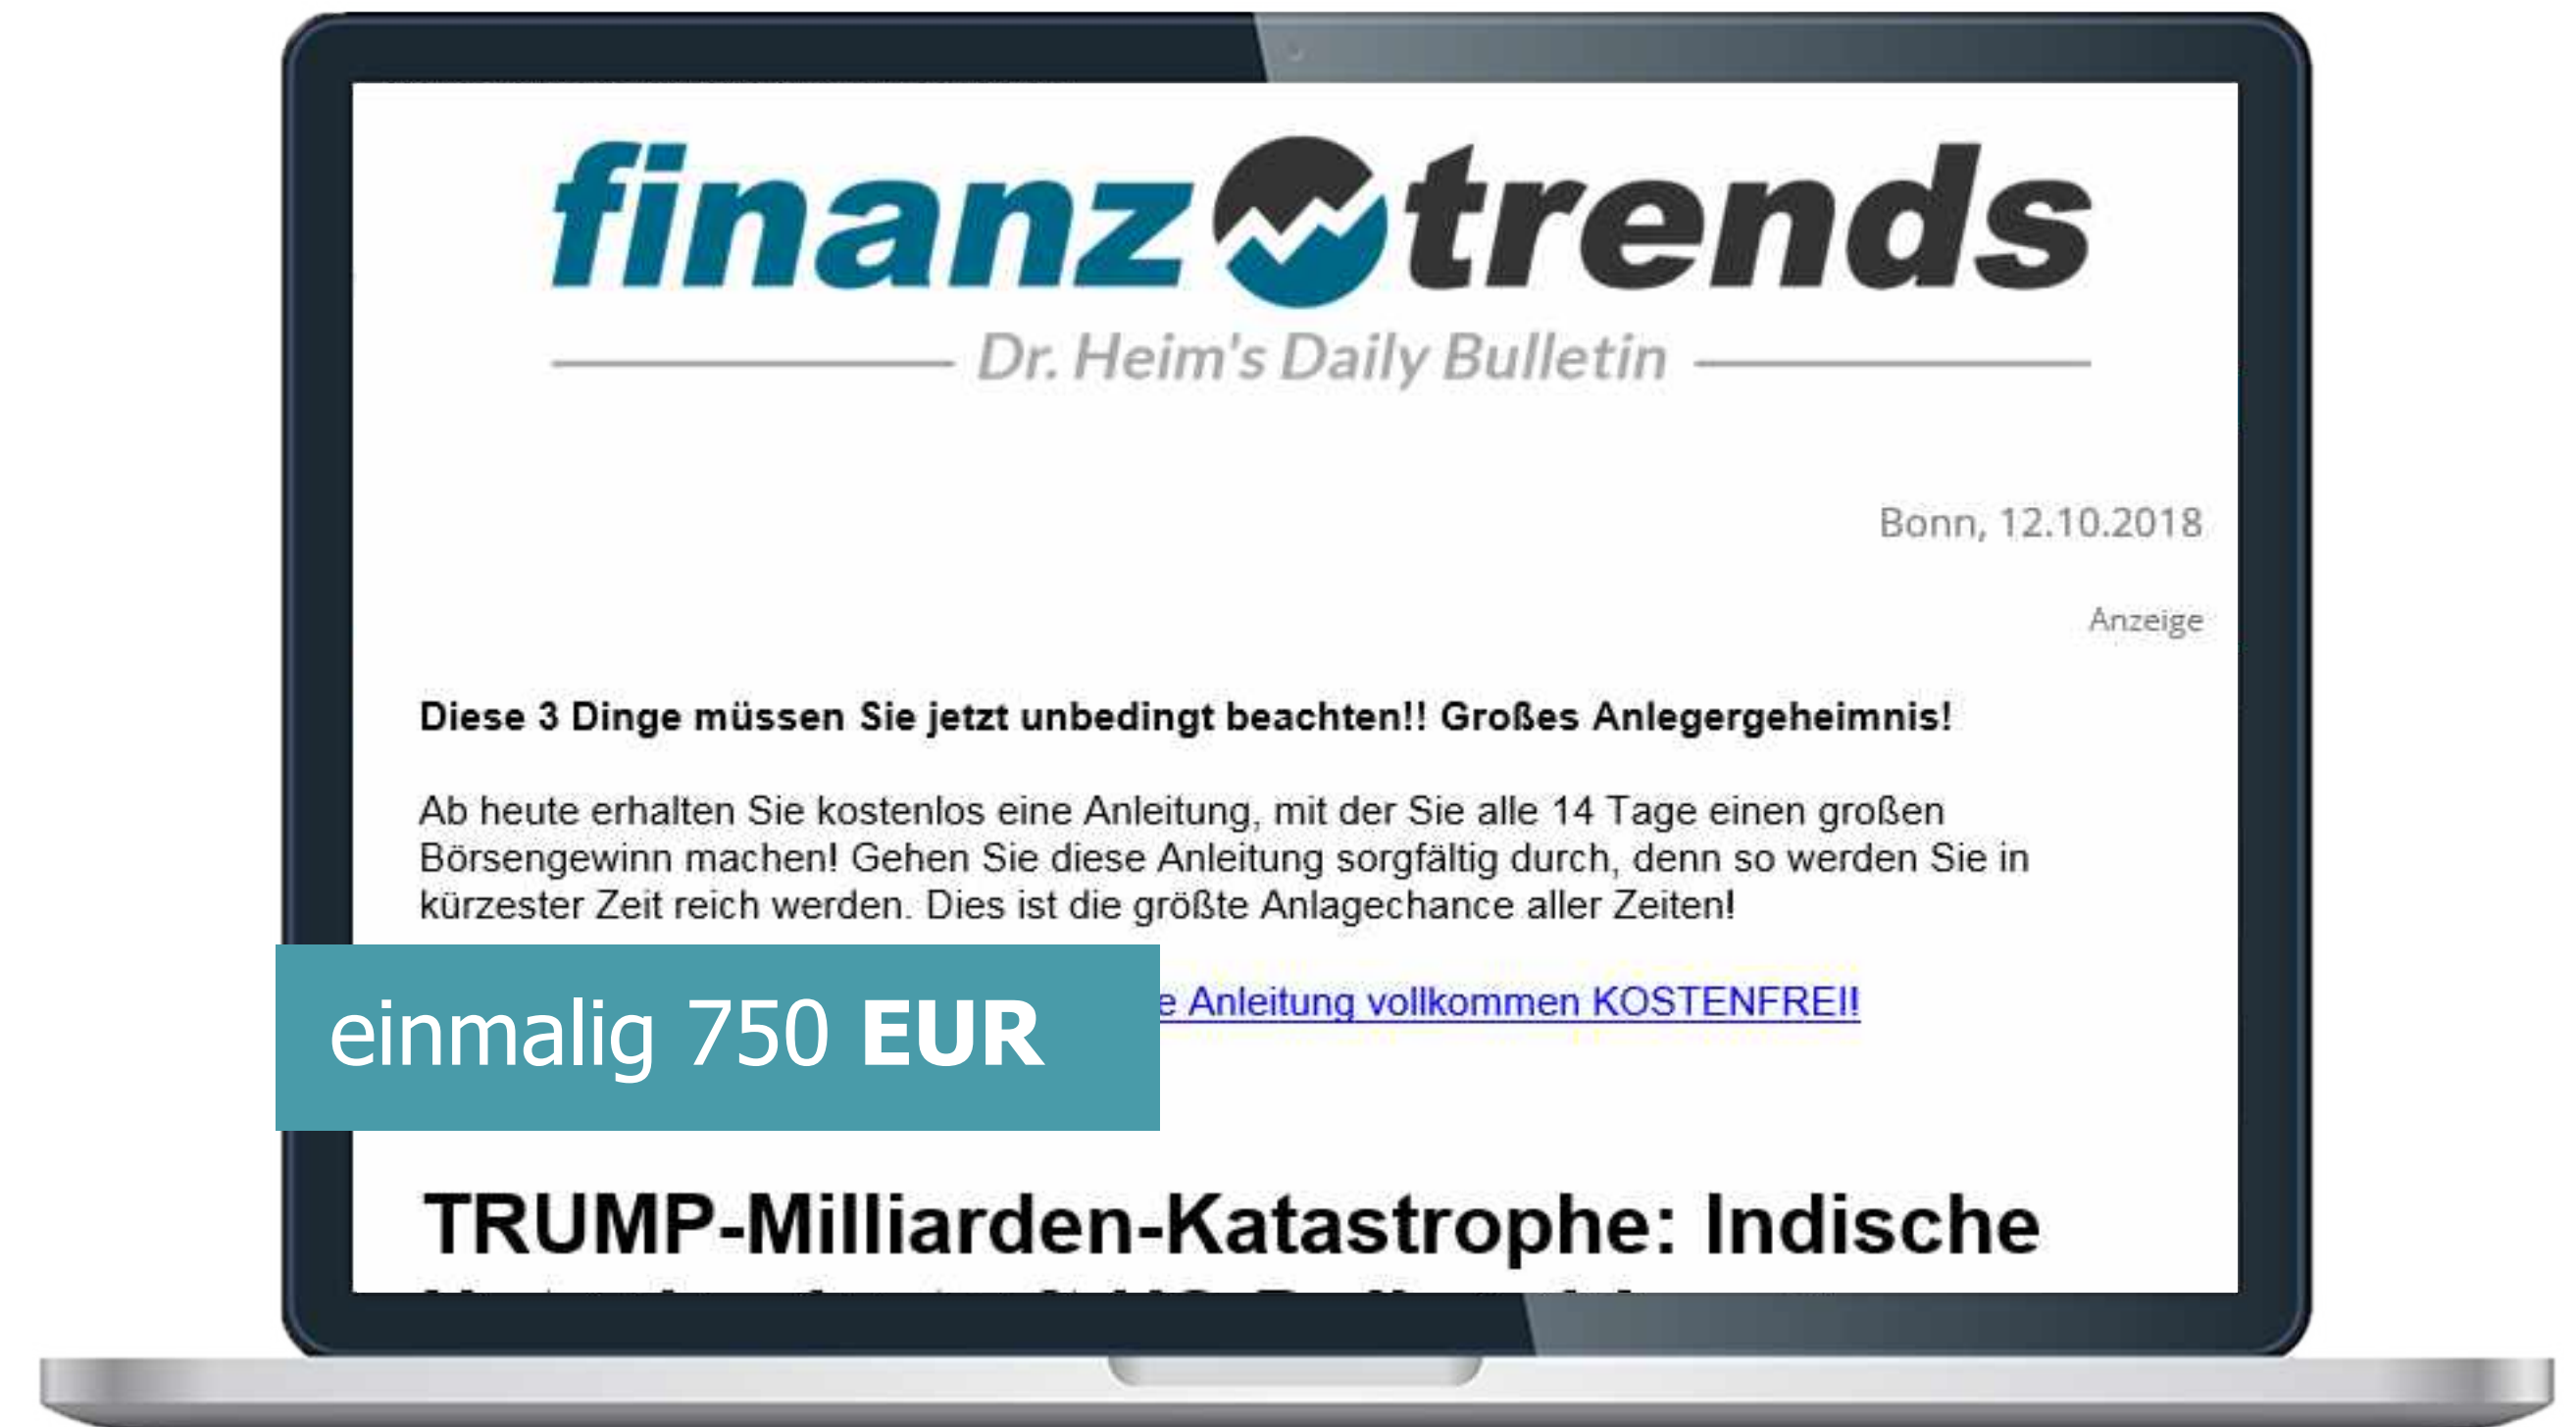 finanz trends
Dr. Heim's Daily Bulletin
Bonn, 12.10.2018
Anzeige
Diese 3 Dinge müssen Sie jetzt unbedingt beachten!! Großes Anlegergeheimnis!
Ab heute erhalten Sie kostenlos eine Anleitung, mit der Sie alle 14 Tage einen großen
Börsengewinn machen! Gehen Sie diese Anleitung sorgfältig durch, denn so werden Sie in
kürzester Zeit reich werden. Dies ist die größte Anlagechance aller Zeiten!
e Anleitung vollkommen KOSTENFREI!
einmalig 750 EUR
TRUMP-Milliarden-Katastrophe: Indische